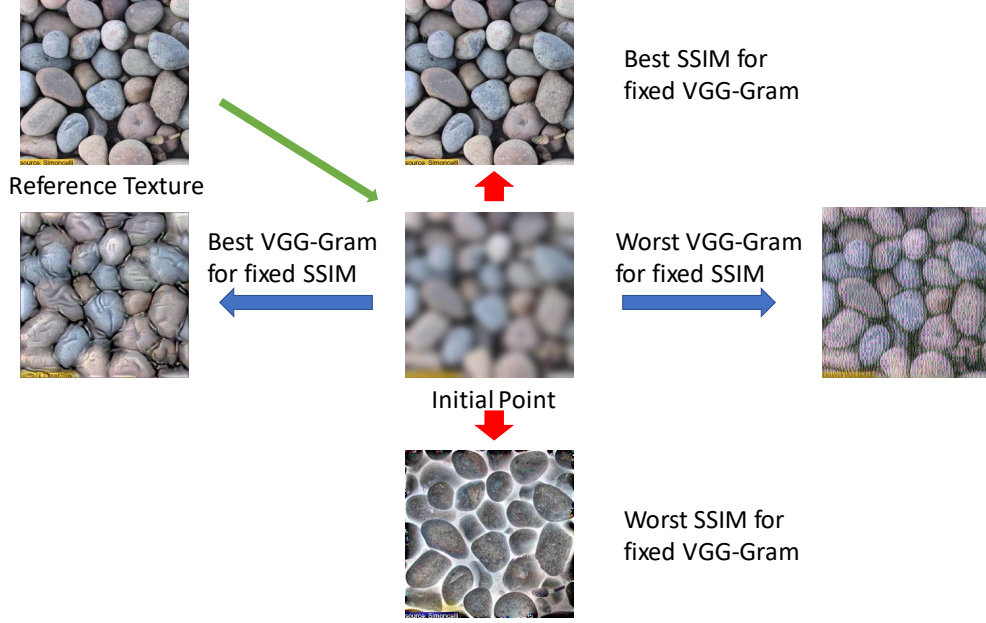 source: Simoncelli
source: Simoncelli
Best SSIM for
fixed VGG-Gram
Reference Texture
Best VGG-Gram
for fixed SSIM
Worst VGG-Gram
for fixed SSIM
Initial Point
Worst SSIM for
fixed VGG-Gram
source: Simoncelli